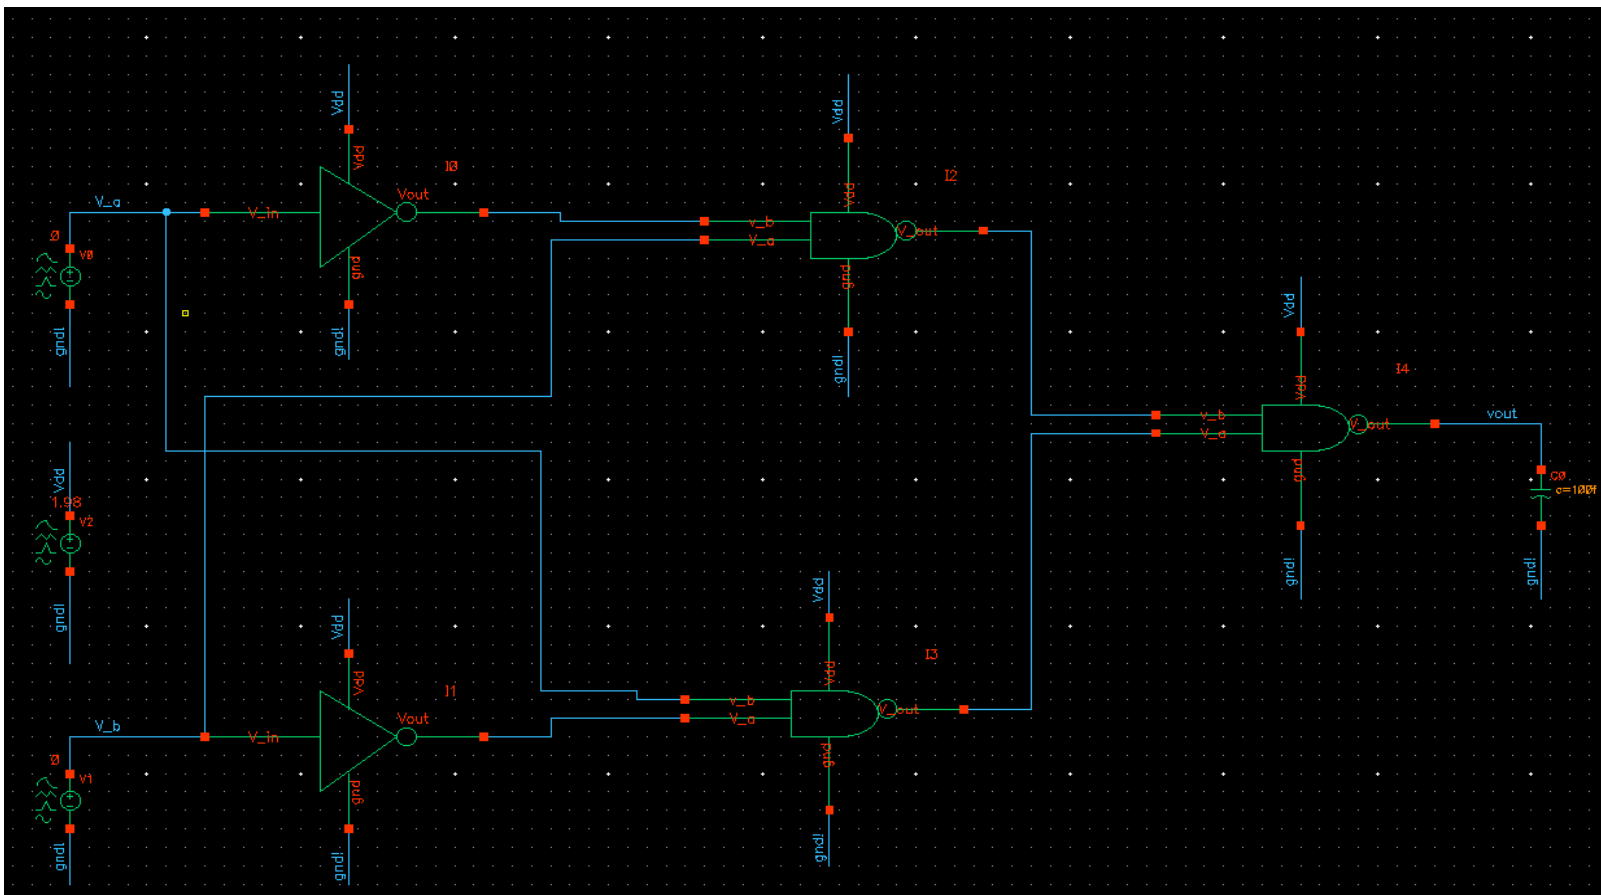 V_a
0
V0
gnd!
Vdd
Vdd
I0
V_in
Vout
gnd
gnd!
Vdd
Vdd
I2
v_b
V_a
V_out
gnd
gnd!
Vdd
1.98
V2
gnd!
V_b
0
V1
gnd!
Vdd
Vdd
I1
V_in
Vout
gnd
gnd!
Vdd
Vdd
I3
v_b
V_a
V_out
gnd
gnd!
Vdd
Vdd
I4
v_b
V_a
V_out
gnd
gnd!
vout
C0
c=100f
gnd!